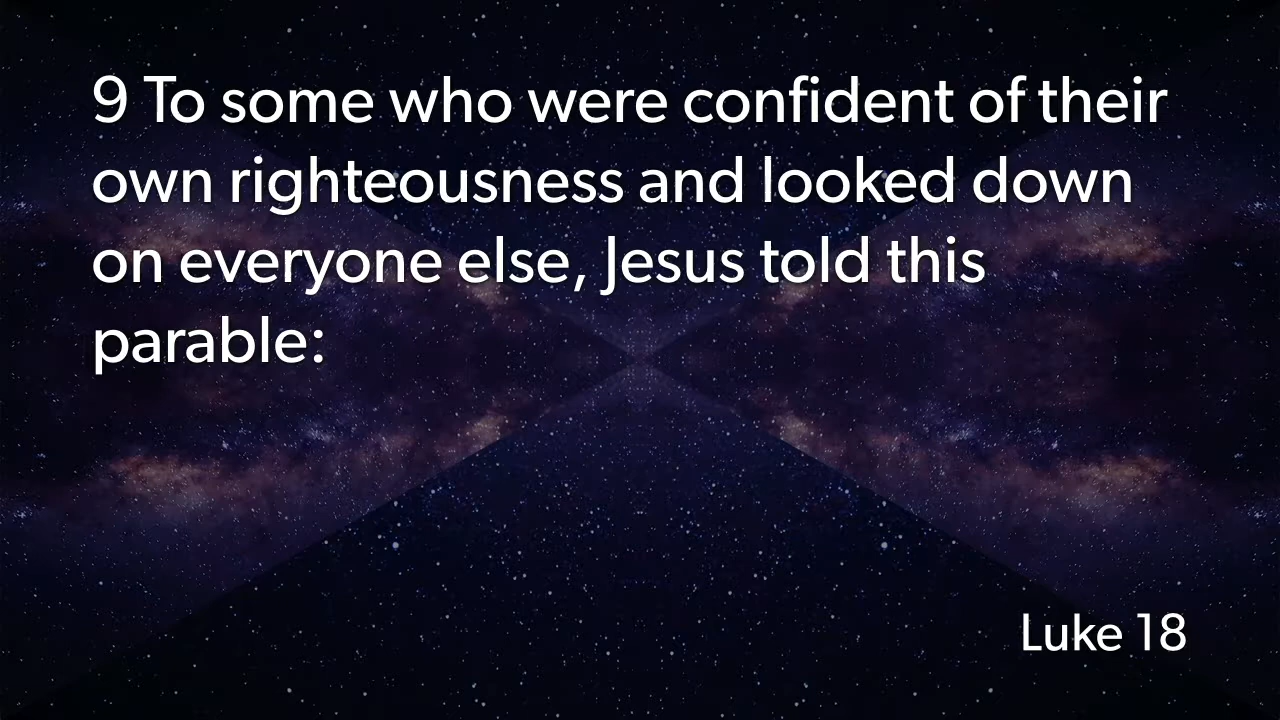 9 To some who were confident of their
own righteousness and looked down
on everyone else, Jesus told this
parable:
Luke 18